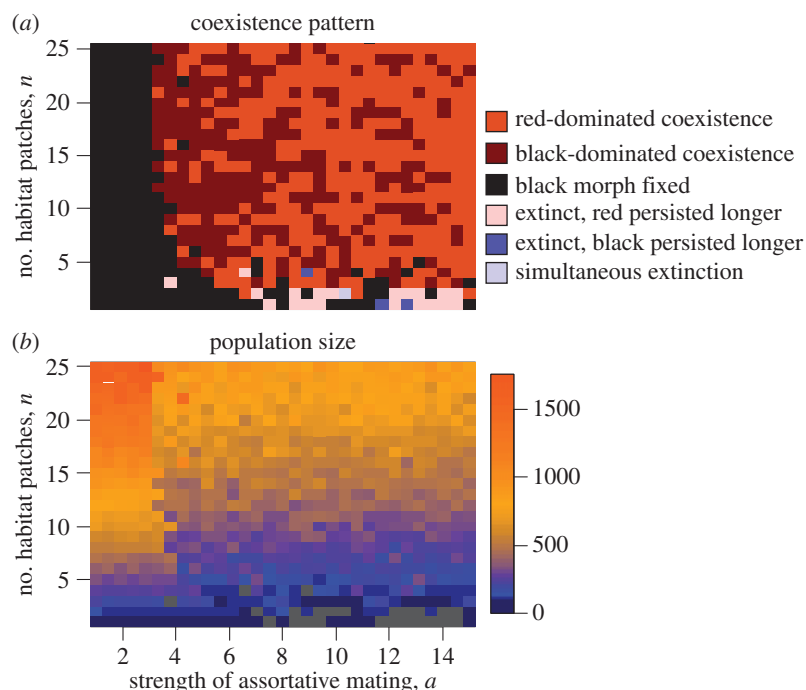 (a) coexistence pattern
25
20
15
10
5
no. habitat patches, n
red-dominated coexistence
black-dominated coexistence
black morph fixed
extinct, red persisted longer
extinct, black persisted longer
simultaneous extinction
(b) population size
25
20
15
10
5
no. habitat patches, n
1500
1000
500
0
2 4 6 8 10 12 14
strength of assortative mating, a